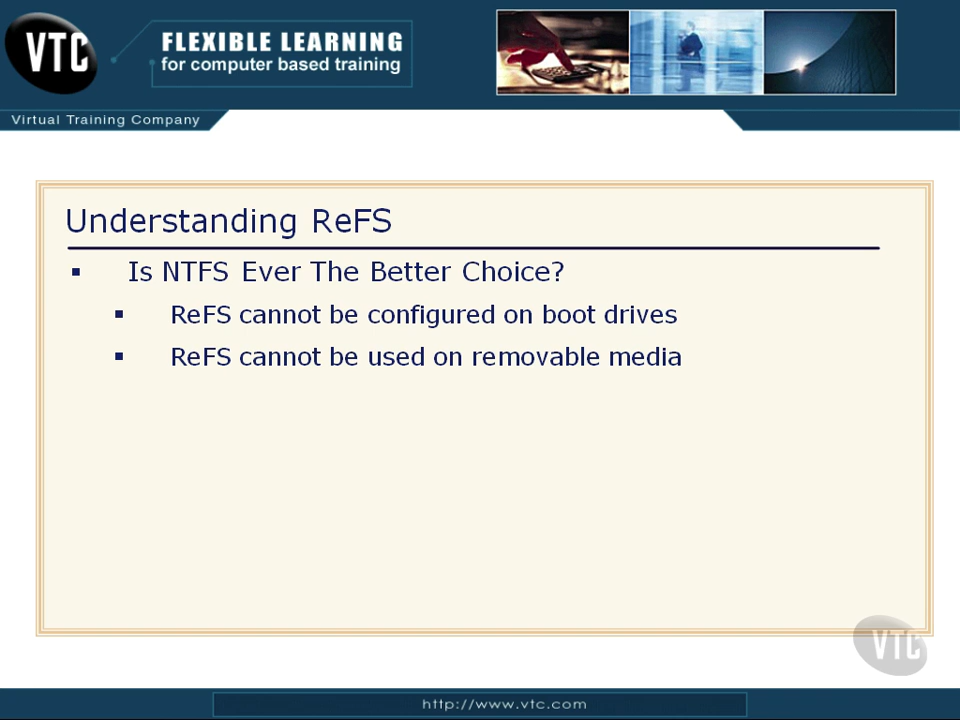 VTC
FLEXIBLE LEARNING
for computer based training
Virtual Training Company
Understanding ReFS
▪ Is NTFS Ever The Better Choice?
▪ ReFS cannot be configured on boot drives
▪ ReFS cannot be used on removable media
VTC
http://www.vtc.com